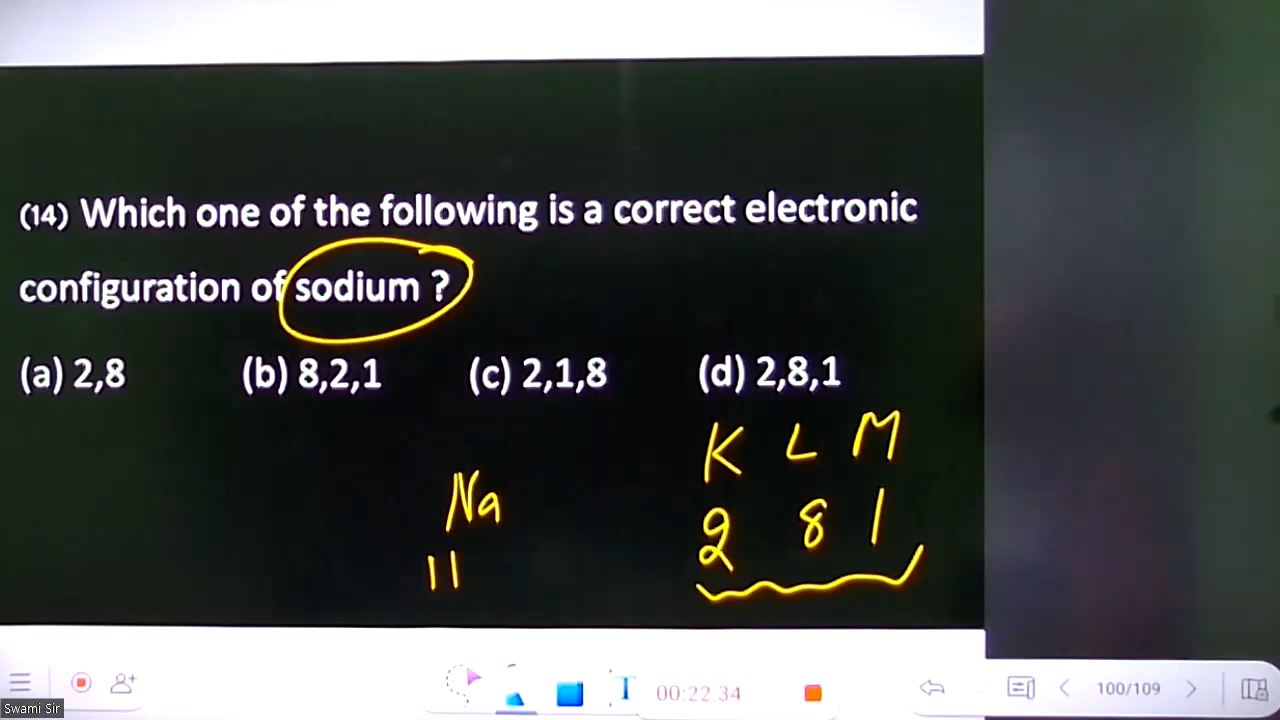 (14) Which one of the following is a correct electronic
configuration of sodium ?
(a) 2,8 (b) 8,2,1 (c) 2,1,8 (d) 2,8,1
K L M
2 8 1
Na
11
T 00:22.34 100/109
Swami Sir